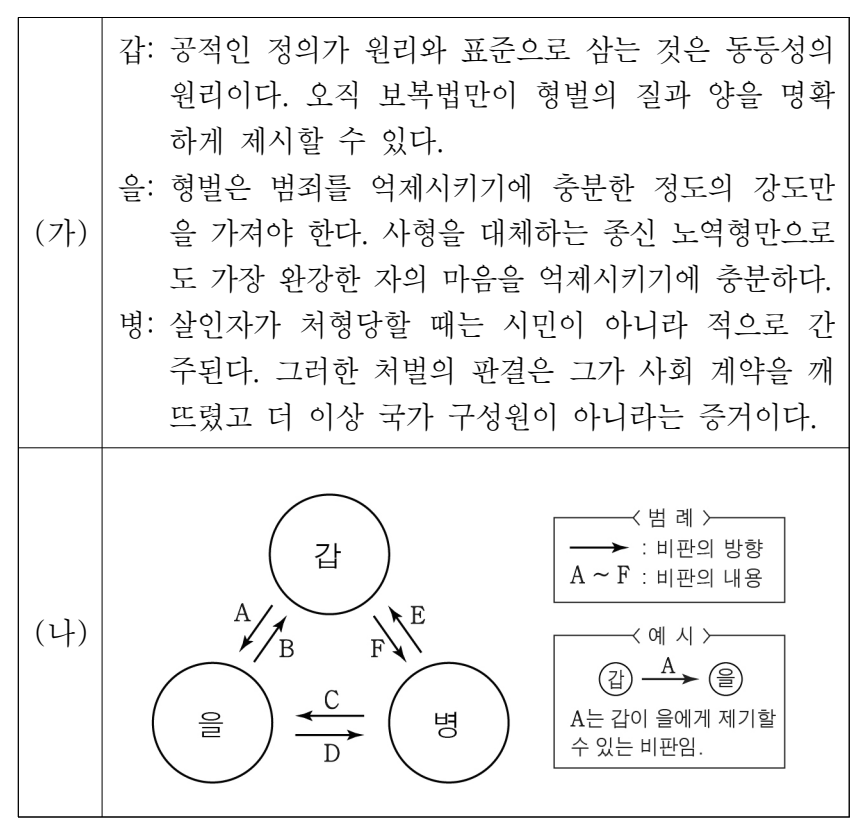 (가)
갑: 공적인 정의가 원리와 표준으로 삼는 것은 동등성의
원리이다. 오직 보복법만이 형벌의 질과 양을 명확
하게 제시할 수 있다.
을: 형벌은 범죄를 억제시키기에 충분한 정도의 강도만
을 가져야 한다. 사형을 대체하는 종신 노역형만으로
도 가장 완강한 자의 마음을 억제시키기에 충분하다.
병: 살인자가 처형당할 때는 시민이 아니라 적으로 간
주된다. 그러한 처벌의 판결은 그가 사회 계약을 깨
뜨렸고 더 이상 국가 구성원이 아니라는 증거이다.
(나)
갑
A
B
E
F
을
C
D
병
〈범 례〉
: 비판의 방향
A ~ F : 비판의 내용
〈예 시〉
갑 A 을
A는 갑이 을에게 제기할
수 있는 비판임.